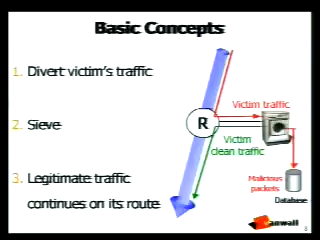 Basic Concepts
1. Divert victim's traffic
2. Sieve
3. Legitimate traffic
continues on its route
R
Victim traffic
Victim
clean traffic
Malicious
packets
Database